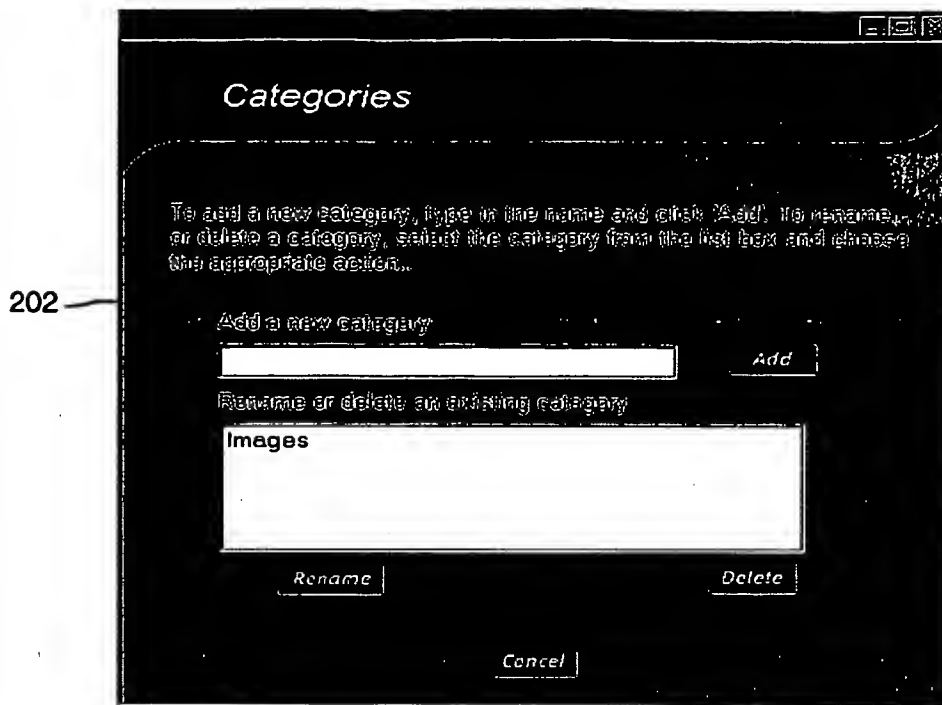 Categories
To add a new category, type in the name and click 'Add'. To rename,
or delete a category, select the category from the list box and choose
the appropriate action.
202
Add a new category
Add
Rename or delete an existing category
Images
Rename
Delete
Cancel